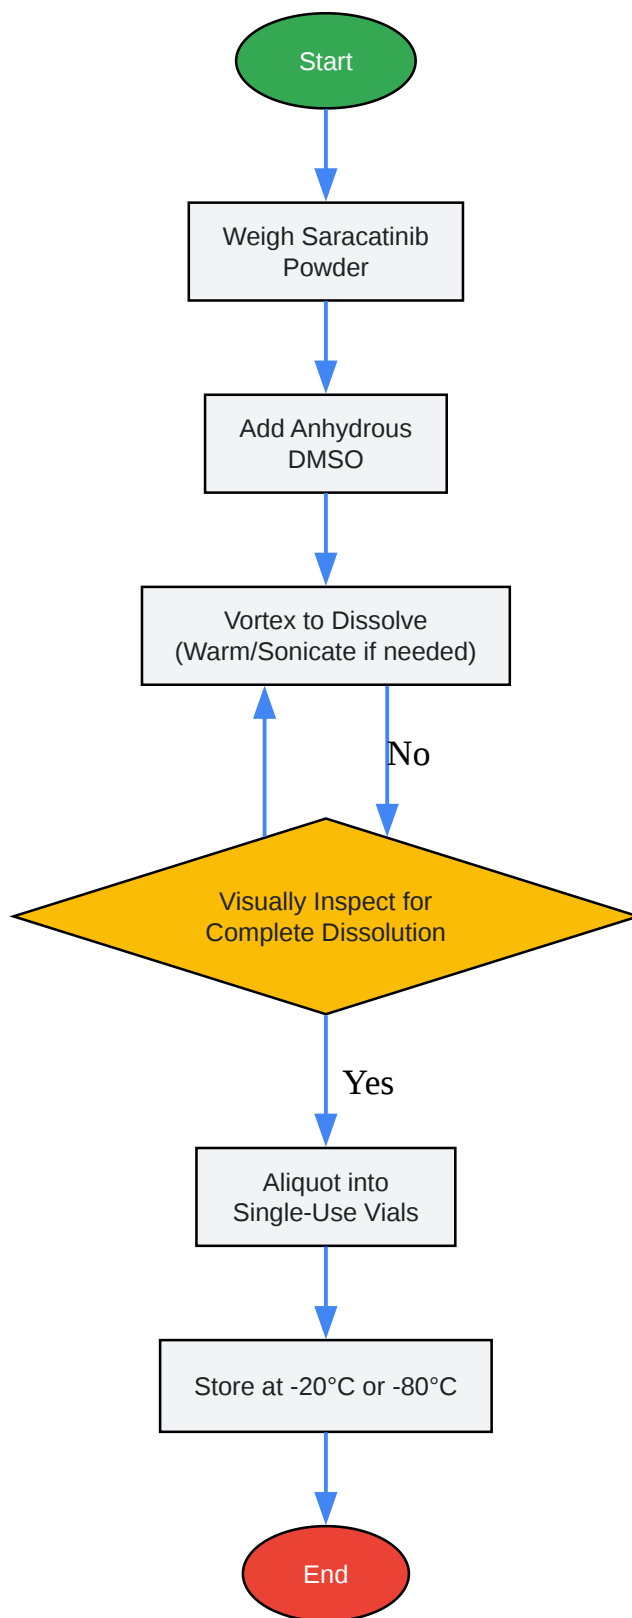 Start
Weigh Saracatinib
Powder
Add Anhydrous
DMSO
Vortex to Dissolve
(Warm/Sonicate if needed)
No
Visually Inspect for
Complete Dissolution
Yes
Aliquot into
Single-Use Vials
Store at -20°C or -80°C
End